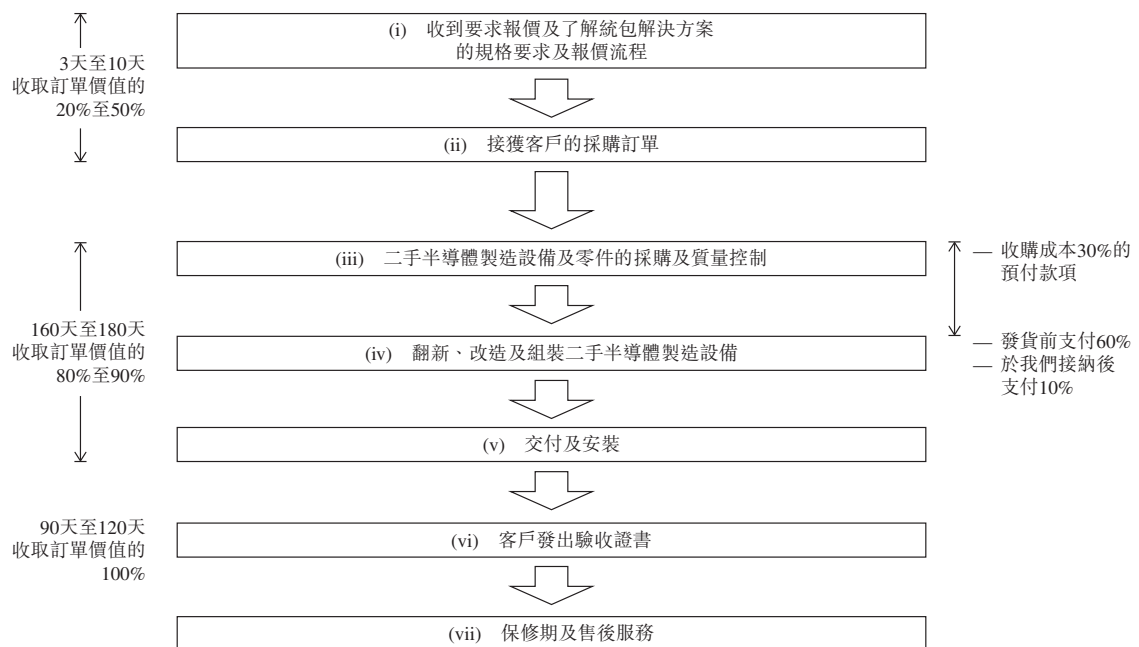 (i) 收到要求報價及了解統包解決方案
的規格要求及報價流程
3天至10天
收取訂單價值的
20%至50%
(ii) 接獲客戶的採購訂單
(iii) 二手半導體製造設備及零件的採購及質量控制
— 收購成本30%的
預付款項
160天至180天
收取訂單價值的
80%至90%
(iv) 翻新、改造及組裝二手半導體製造設備
— 發貨前支付60%
— 於我們接納後
支付10%
(v) 交付及安裝
90天至120天
收取訂單價值的
100%
(vi) 客戶發出驗收證書
(vii) 保修期及售後服務